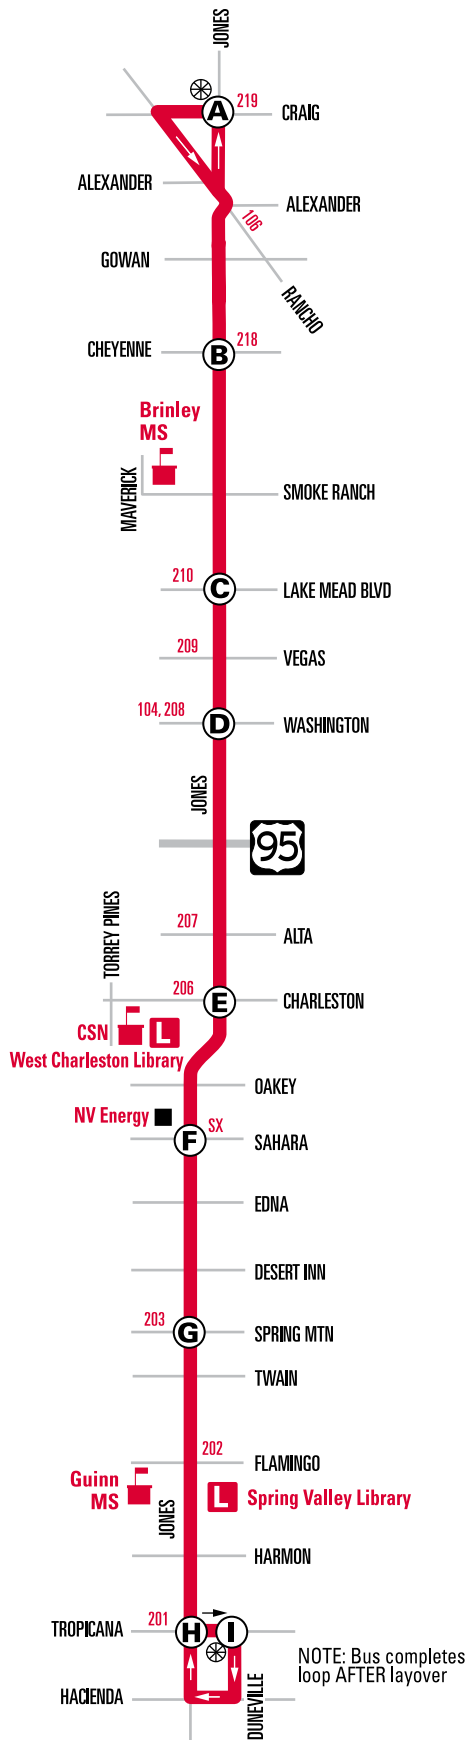 JONES
A
219
CRAIG
ALEXANDER
ALEXANDER
106
GOWAN
RANCHO
CHEYENNE
B
218
Brinley
MS
MAVERICK
SMOKE RANCH
210
C
LAKE MEAD BLVD
209
VEGAS
104, 208
D
WASHINGTON
JONES
95
207
ALTA
TORREY PINES
206
E
CHARLESTON
CSN
L
West Charleston Library
OAKEY
NV Energy
SX
F
SAHARA
EDNA
DESERT INN
203
G
SPRING MTN
TWAIN
202
FLAMINGO
Guinn
MS
L
Spring Valley Library
JONES
HARMON
TROPICANA
201
H
I
NOTE: Bus completes
loop AFTER layover
HACIENDA
DUNEVILLE